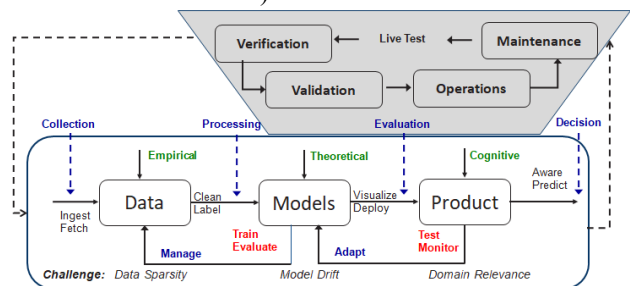 )
Verification
Live Test
Maintenance
Validation
Operations
Collection
Processing
Evaluation
Decision
Empirical
Theoretical
Cognitive
Ingest
Fetch
Data
Clean
Label
Models
Visualize
Deploy
Product
Aware
Predict
Train
Evaluate
Test
Monitor
Manage
Adapt
Challenge: Data Sparsity Model Drift Domain Relevance